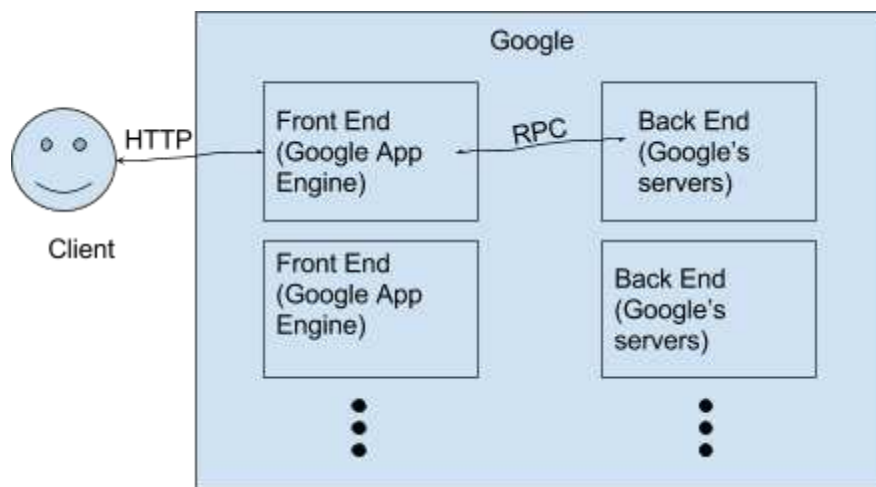 Google
HTTP
Front End
(Google App
Engine)
RPC
Back End
(Google's
servers)
Client
Front End
(Google App
Engine)
Back End
(Google's
servers)